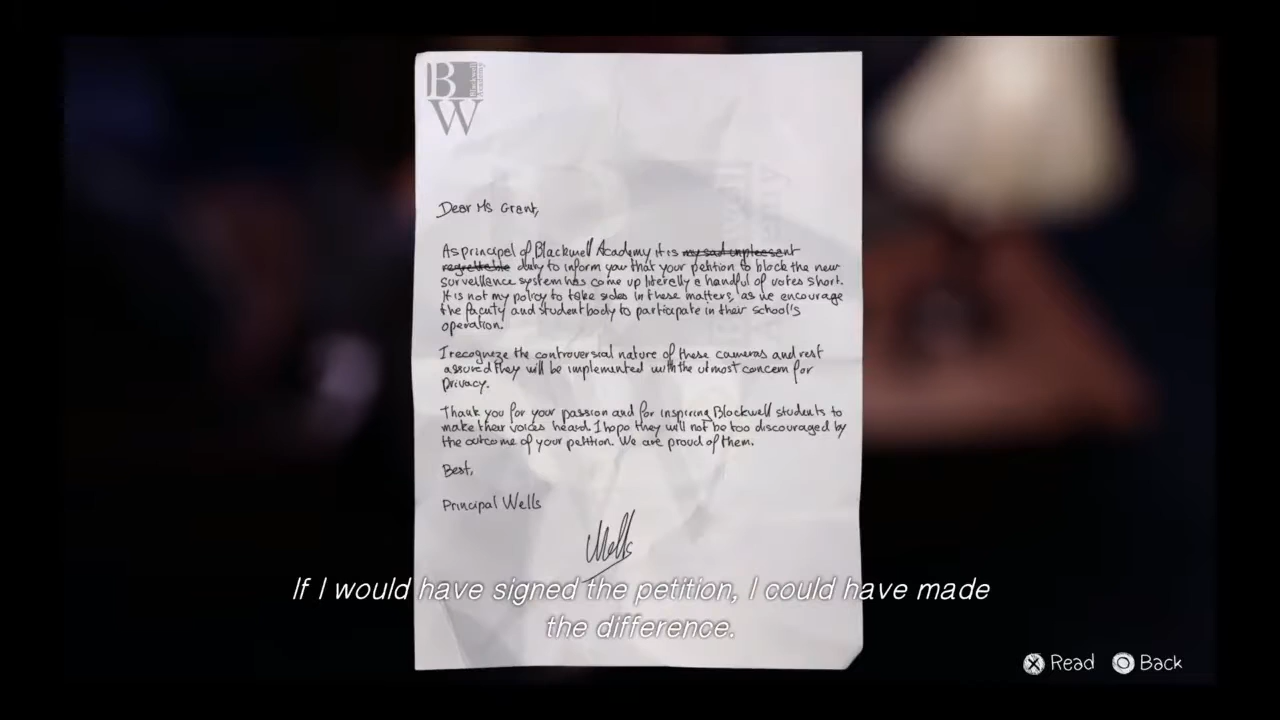 BW
Blackwell
Academy
Dear Ms Grant,
As principal of Blackwell Academy it is my sad unpleasent
regrettable duty to inform you that your petition to block the new
surveillance system has come up literally a handful of votes short.
It is not my policy to take sides in these matters, as we encourage
the faculty and student body to participate in their school's
operation.
I recogneze the controversial nature of these cameras and rest
assured they will be implemented with the utmost concern for
privacy.
Thank you for your passion and for inspiring Blackwell students to
make their voices heard. I hope they will not be too discouraged by
the outcome of your petition. We are proud of them.
Best,
Principal Wells
Wells
If I would have signed the petition, I could have made
the difference.
Read Back